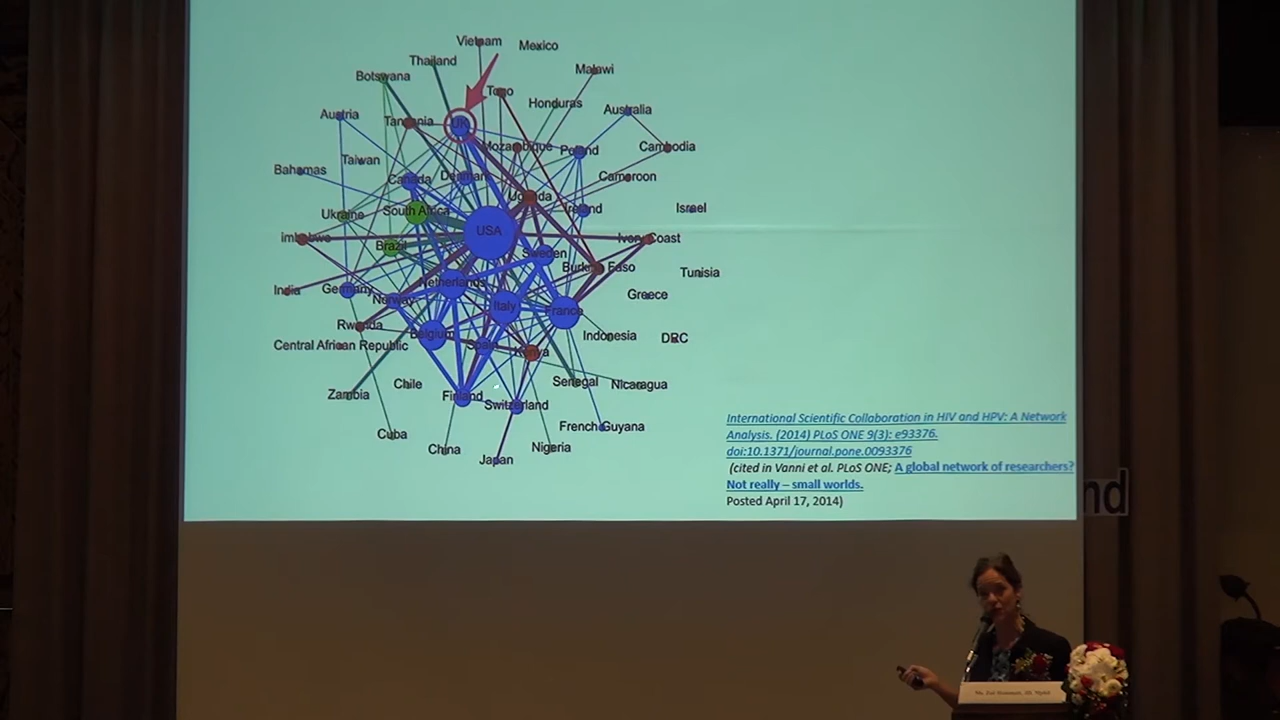 Vietnam
Mexico
Thailand
Malawi
Botswana
Togo
Honduras
Australia
Austria
Tanzania
UK
Mozambique
Poland
Cambodia
Taiwan
Bahamas
Canada
Denmark
Cameroon
Uganda
Ukraine
South Africa
Ireland
Israel
USA
imbabwe
Brazil
Ivory Coast
Sweden
Burkina Faso
Tunisia
India
Germany
Netherlands
Norway
Greece
Italy
France
Rwanda
Belgium
Indonesia
DRC
Central African Republic
Spain
Kenya
Chile
Senegal
Nicaragua
Zambia
Finland
Switzerland
French Guyana
Cuba
China
Nigeria
Japan
International Scientific Collaboration in HIV and HPV: A Network
Analysis. (2014) PLoS ONE 9(3): e93376.
doi:10.1371/journal.pone.0093376
(cited in Vanni et al. PLoS ONE; A global network of researchers?
Not really – small worlds.
Posted April 17, 2014)
nd